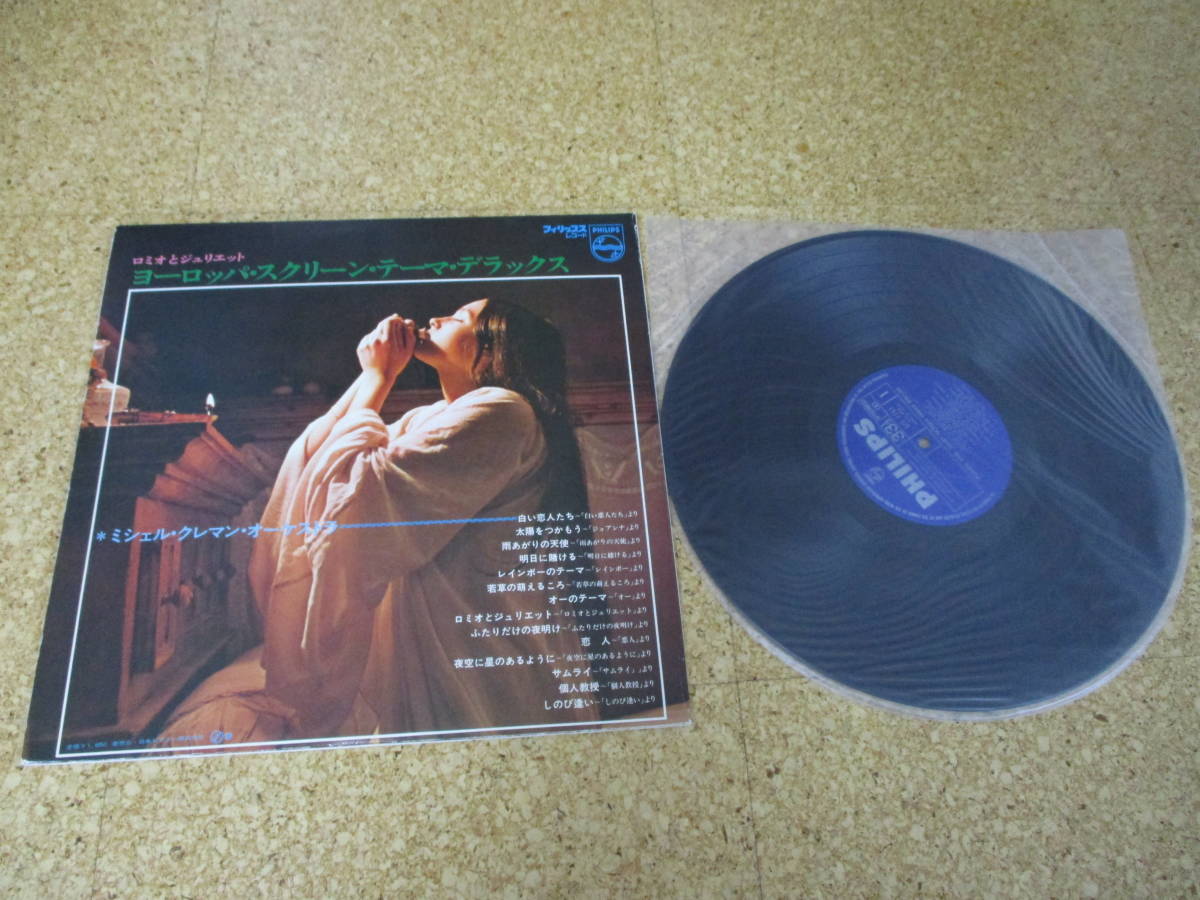 フィリップス
レコード
PHILIPS
ロミオとジュリエット
ヨーロッパ・スクリーン・テーマ・デラックス
*ミシェル・クレマン・オーケストラ
白い恋人たち~「白い恋人たち」より
太陽をつかもう~「ジョアンナ」より
雨あがりの天使~「雨あがりの天使」より
明日に賭ける~「明日に賭ける」より
レインボーのテーマ~「レインボー」より
若草の萌えるころ~「若草の萌えるころ」より
オーのテーマ~「オー」より
ロミオとジュリエット~「ロミオとジュリエット」より
ふたりだけの夜明け~「ふたりだけの夜明け」より
恋人~「恋人」より
夜空に星のあるように~「夜空に星のあるように」より
サムライ~「サムライ」より
個人教授~「個人教授」より
しのび逢い~「しのび逢い」より
PHILIPS
33